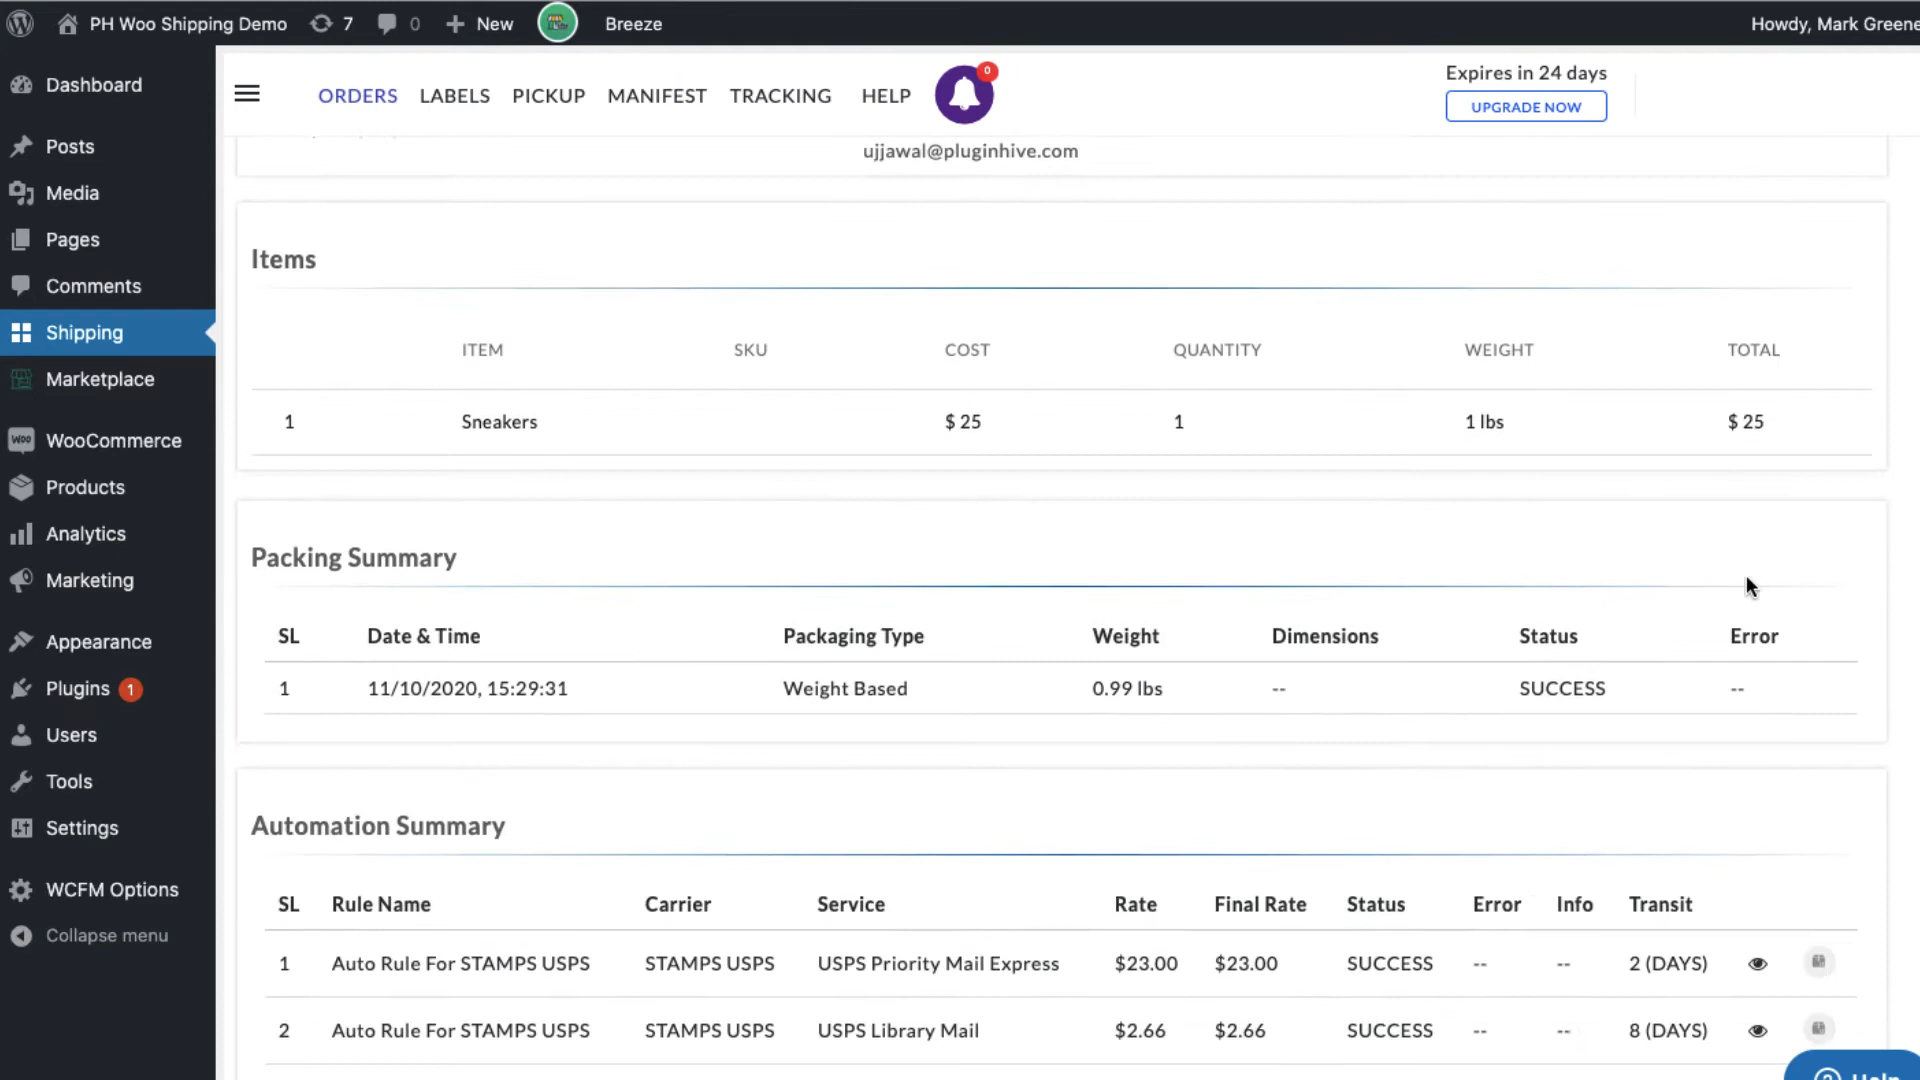 PH Woo Shipping Demo 7 0 New Breeze Howdy, Mark Greene
Dashboard
Posts
Media
Pages
Comments
Shipping
Marketplace
WooCommerce
Products
Analytics
Marketing
Appearance
Plugins 1
Users
Tools
Settings
WCFM Options
Collapse menu
ORDERS LABELS PICKUP MANIFEST TRACKING HELP 0
Expires in 24 days
UPGRADE NOW
ujjawal@pluginhive.com
Items
ITEM SKU COST QUANTITY WEIGHT TOTAL
1 Sneakers $ 25 1 1 lbs $ 25
Packing Summary
SL Date & Time Packaging Type Weight Dimensions Status Error
1 11/10/2020, 15:29:31 Weight Based 0.99 lbs -- SUCCESS --
Automation Summary
SL Rule Name Carrier Service Rate Final Rate Status Error Info Transit
1 Auto Rule For STAMPS USPS STAMPS USPS USPS Priority Mail Express $23.00 $23.00 SUCCESS -- -- 2 (DAYS)
2 Auto Rule For STAMPS USPS STAMPS USPS USPS Library Mail $2.66 $2.66 SUCCESS -- -- 8 (DAYS)
Help